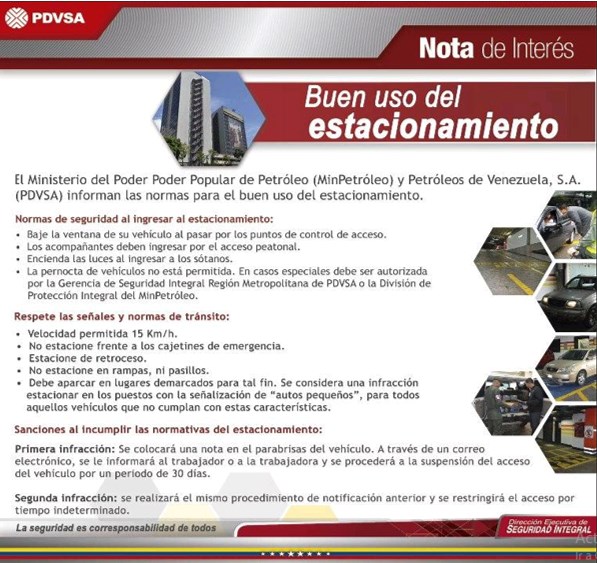 PDVSA
Nota de Interés
Buen uso del
estacionamiento
El Ministerio del Poder Poder Popular de Petróleo (MinPetróleo) y Petróleos de Venezuela, S.A.
(PDVSA) informan las normas para el buen uso del estacionamiento.
Normas de seguridad al ingresar al estacionamiento:
• Baje la ventana de su vehículo al pasar por los puntos de control de acceso.
• Los acompañantes deben ingresar por el acceso peatonal.
• Encienda las luces al ingresar a los sótanos.
• La pernocta de vehículos no está permitida. En casos especiales debe ser autorizada
por la Gerencia de Seguridad Integral Región Metropolitana de PDVSA o la División de
Protección Integral del MinPetróleo.
Respete las señales y normas de tránsito:
• Velocidad permitida 15 Km/h.
• No estacione frente a los cajetines de emergencia.
• Estacione de retroceso.
• No estacione en rampas, ni pasillos.
• Debe aparcar en lugares demarcados para tal fin. Se considera una infracción
estacionar en los puestos con la señalización de “autos pequeños”, para todos
aquellos vehículos que no cumplan con estas características.
Sanciones al incumplir las normativas del estacionamiento:
Primera infracción: Se colocará una nota en el parabrisas del vehículo. A través de un correo
electrónico, se le informará al trabajador o a la trabajadora y se procederá a la suspensión del acceso
del vehículo por un periodo de 30 días.
Segunda infracción: se realizará el mismo procedimiento de notificación anterior y se restringirá el acceso por
tiempo indeterminado.
La seguridad es corresponsabilidad de todos
Dirección Ejecutiva de
SEGURIDAD INTEGRAL